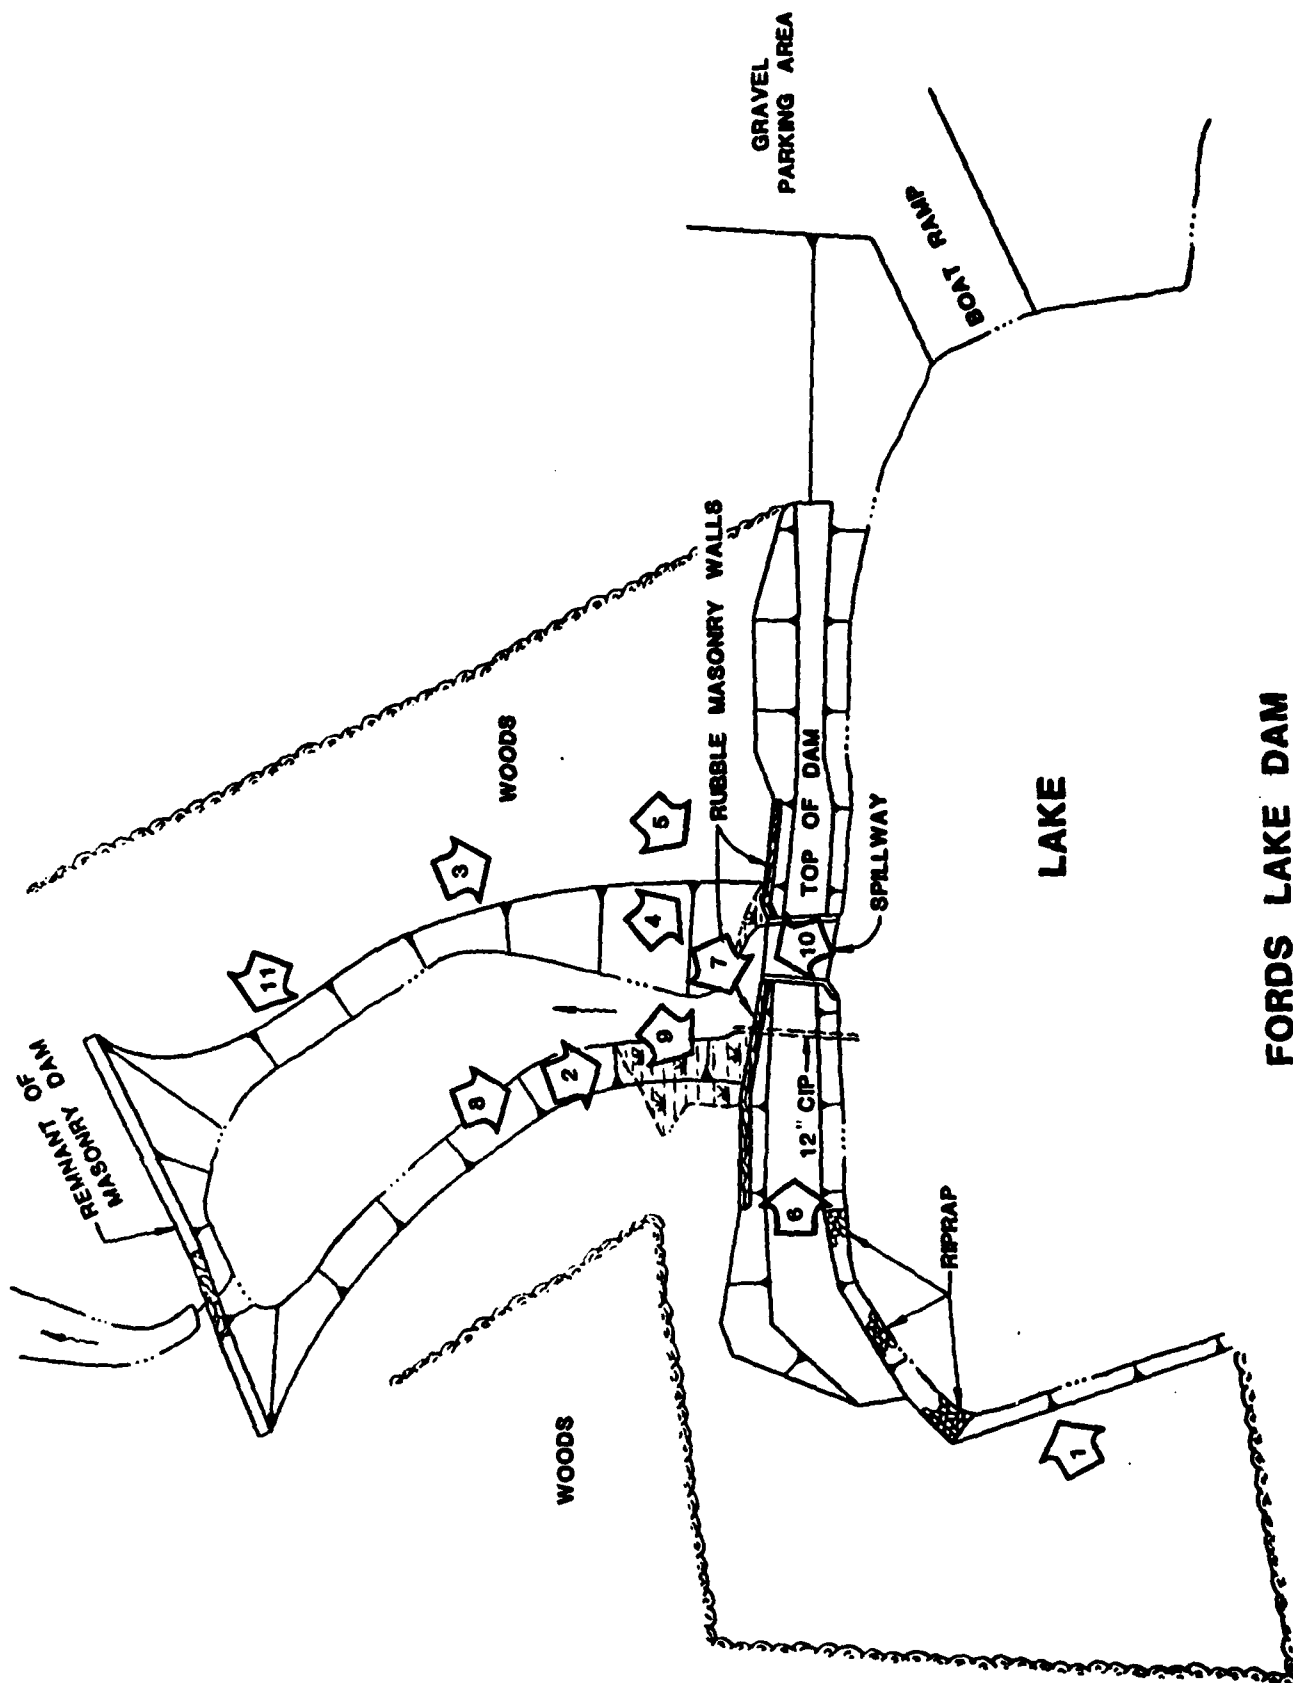 REMNANT OF
MASONRY DAM
11
3
WOODS
5
4
7
9
2
8
RUBBLE MASONRY WALLS
GRAVEL
PARKING AREA
BOAT RAMP
TOP OF DAM
10
SPILLWAY
12" CIP
6
RIPRAP
WOODS
1
LAKE
FORDS LAKE DAM